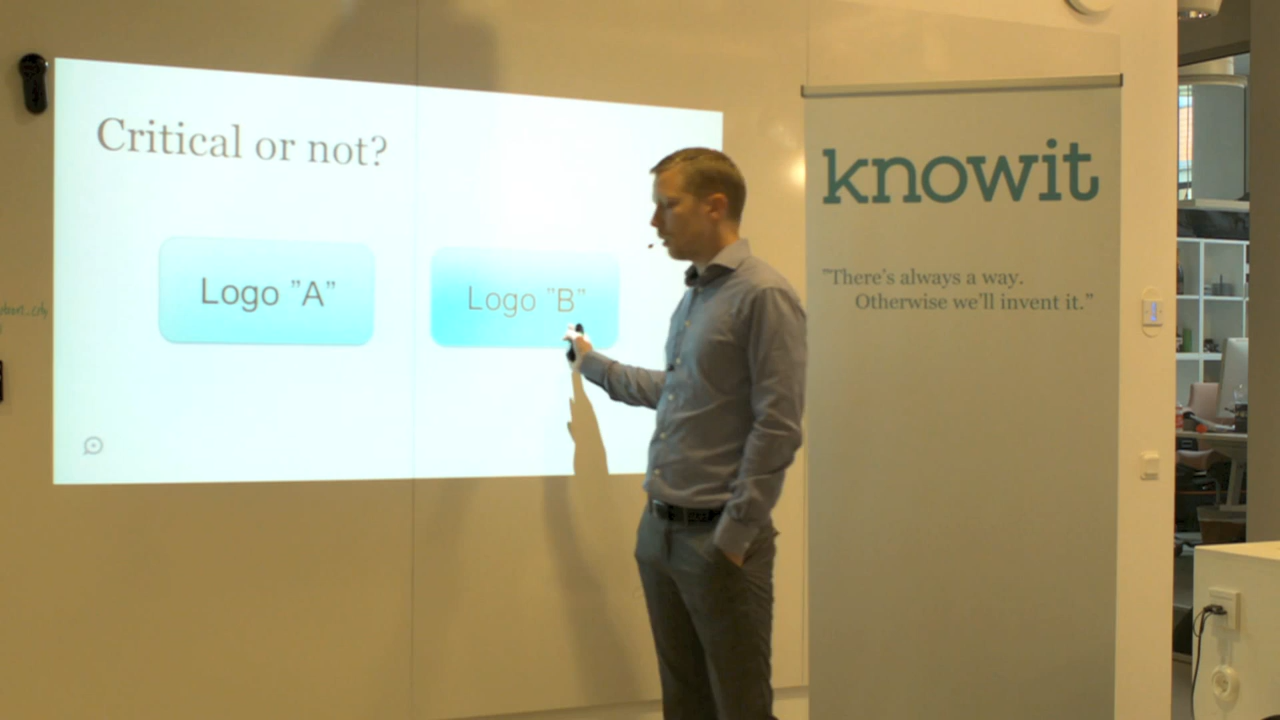 Critical or not?
Logo ”A”
Logo ”B”
knowit
”There’s always a way.
Otherwise we’ll invent it.”